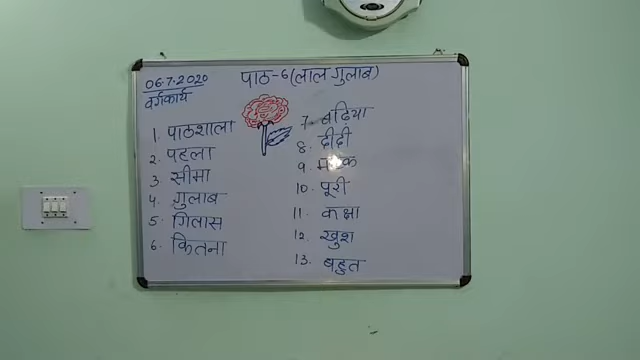 06.7.2020
पाठ-6 (लाल गुलाब)
वर्गकार्य
1. पाठशाला
2. पहला
3. सीमा
4. गुलाब
5. गिलास
6. कितना
7. बढ़िया
8. दीदी
9.
10. पूरी
11. कक्षा
12. खुश
13. बहुत